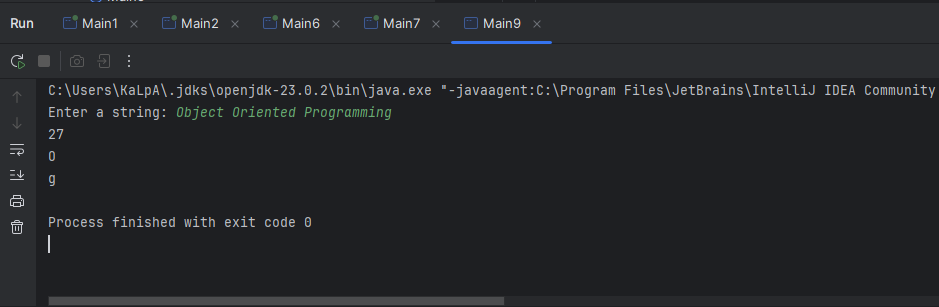 Run Main1 Main2 Main6 Main7 Main9
C:\Users\KaLpA\.jdks\openjdk-23.0.2\bin\java.exe "-javaagent:C:\Program Files\JetBrains\IntelliJ IDEA Community
Enter a string: Object Oriented Programming
27
O
g
Process finished with exit code 0